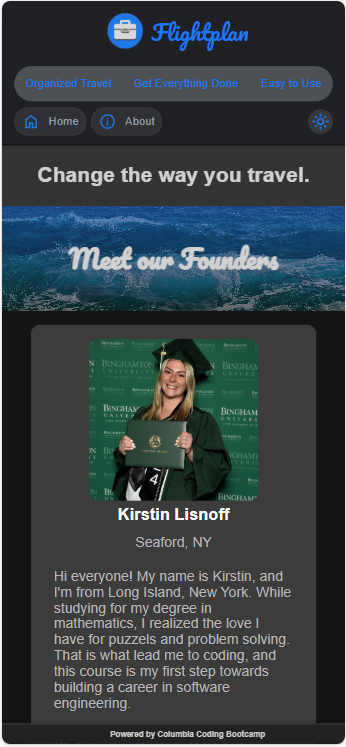 Flightplan
Organized Travel Get Everything Done Easy to Use
Home About
Change the way you travel.
Meet our Founders
BINGHAMTON
UNIVERSITY
BINGHAMTON
BINGHAMTON
Kirstin Lisnoff
Seaford, NY
Hi everyone! My name is Kirstin, and
I'm from Long Island, New York. While
studying for my degree in
mathematics, I realized the love I
have for puzzels and problem solving.
That is what lead me to coding, and
this course is my first step towards
building a career in software
engineering.
Powered by Columbia Coding Bootcamp